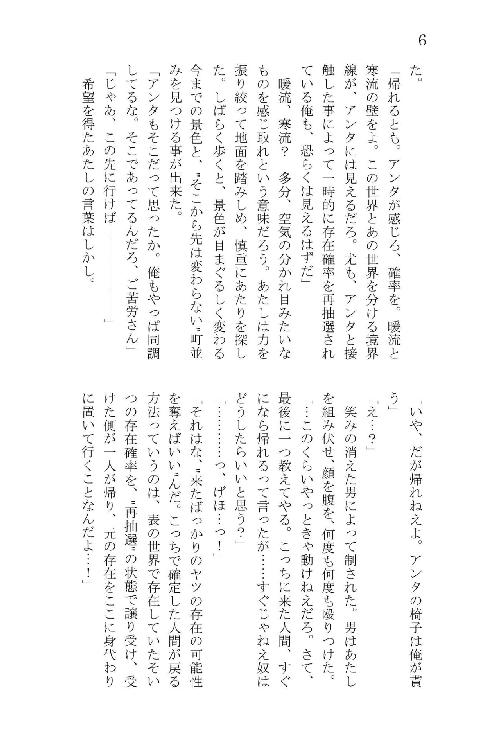 6
た。
「帰れるとも。アンタが感じろ、確率を。暖流と
寒流の壁をよ。この世界とあの世界を分ける境界
線が、アンタには見えるだろ。尤も、アンタと接
触した事によって一時的に存在確率を再抽選され
ている俺も、恐らくは見えるはずだ」
暖流、寒流？　多分、空気の分かれ目みたいな
ものを感じ取れという意味だろう。あたしは力を
振り絞って地面を踏みしめ、慎重にあたりを探し
た。しばらく歩くと、景色が目まぐるしく変わる
今までの景色と、〝そこから先は変わらない〟町並
みを見つける事が出来た。
「アンタもそこだって思ったか。俺もやっぱ同調
してるな。そこであってるんだろ、ご苦労さん」
「じゃあ、この先に行けば　　　　」
希望を得たあたしの言葉はしかし。
「いや、だが帰れねえよ。アンタの椅子は俺が貰
う」
「え…？」
笑みの消えた男によって制された。男はあたし
を組み伏せ、顔を腹を、何度も何度も殴りつけた。
「…このくらいやっときゃ動けねえだろ。さて、
最後に一つ教えてやる。こっちに来た人間、すぐ
になら帰れるって言ったが……すぐじゃねえ奴は
どうしたらいいと思う？」
「………っ、げほ…っ！」
「それはな、〝来たばっかりのヤツの存在の可能性
を奪えばいい〟んだ。こっちで確定した人間が戻る
方法っていうのは、表の世界で存在していたそい
つの存在確率を、〝再抽選〟の状態で譲り受け、受
けた側が一人が帰り、元の存在をここに身代わり
に置いて行くことなんだよ…！」